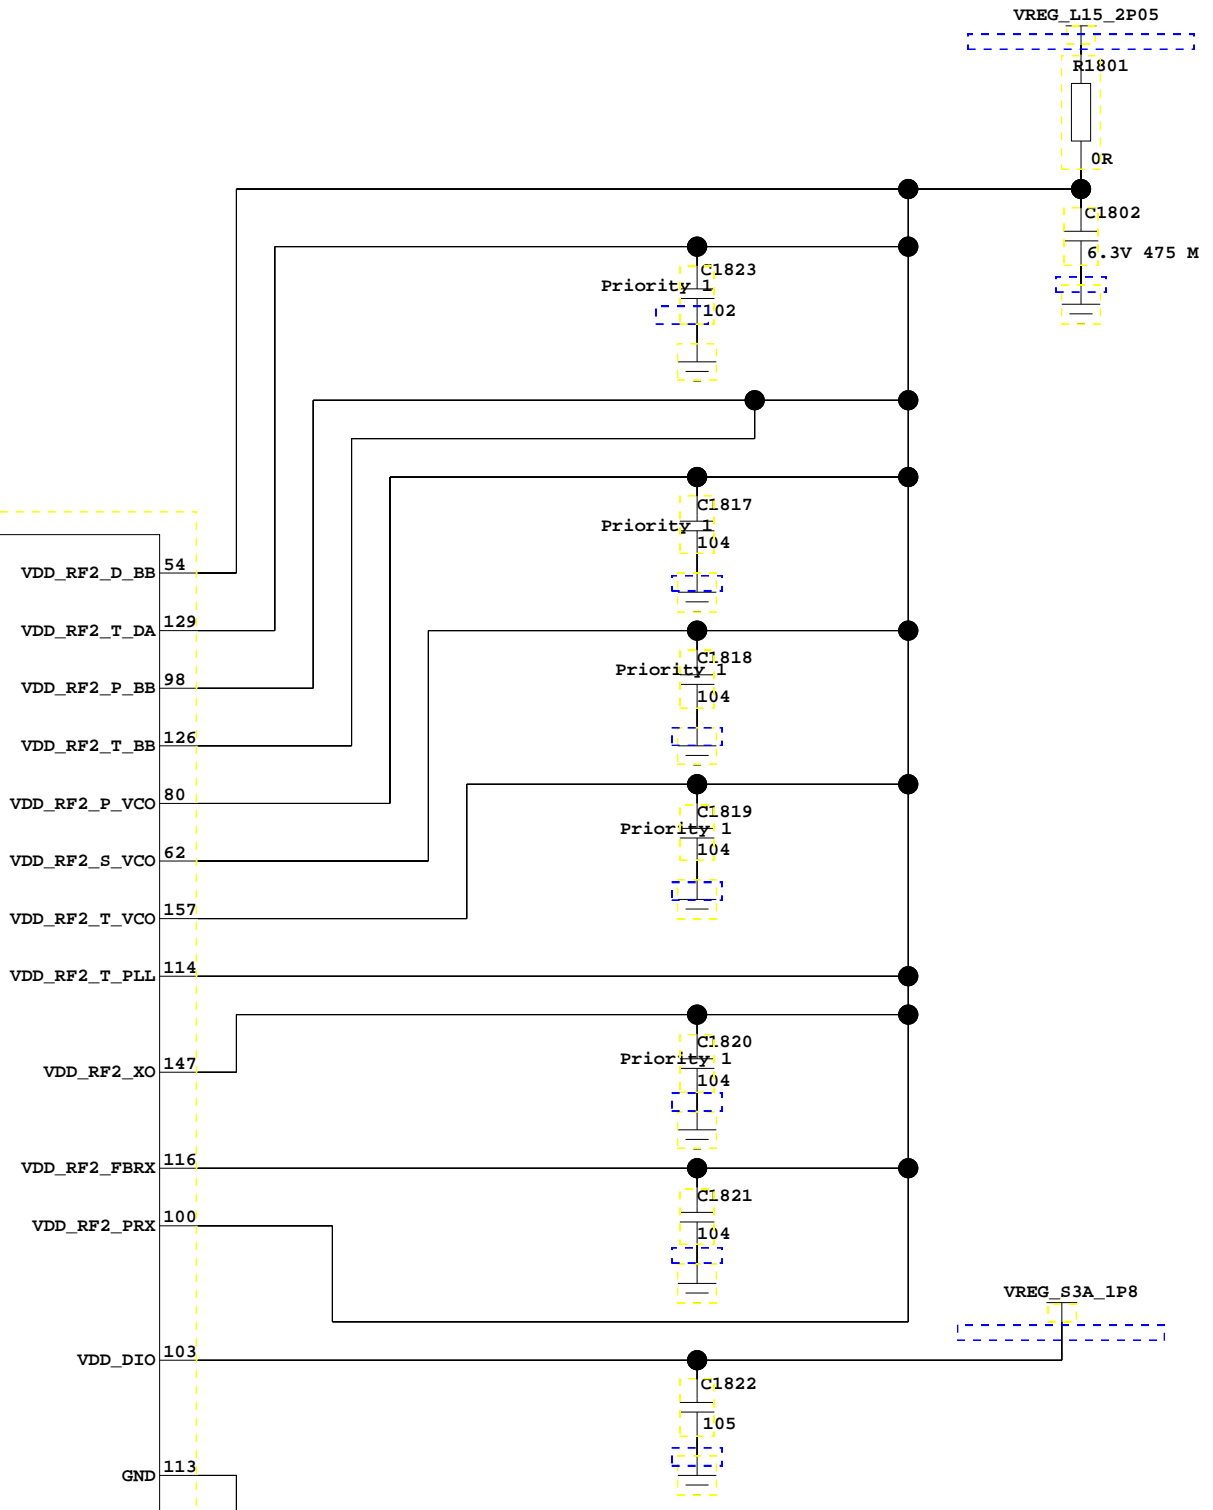 VREG_L15_2P05
R1801
0R
C1802
6.3V 475 M
C1823
Priority 1
102
C1817
Priority 1
104
VDD_RF2_D_BB 54
VDD_RF2_T_DA 129
C1818
Priority 1
104
VDD_RF2_P_BB 98
VDD_RF2_T_BB 126
VDD_RF2_P_VCO 80
C1819
Priority 1
104
VDD_RF2_S_VCO 62
VDD_RF2_T_VCO 157
VDD_RF2_T_PLL 114
C1820
Priority 1
104
VDD_RF2_XO 147
VDD_RF2_FBRX 116
C1821
104
VDD_RF2_PRX 100
VREG_S3A_1P8
VDD_DIO 103
C1822
105
GND 113